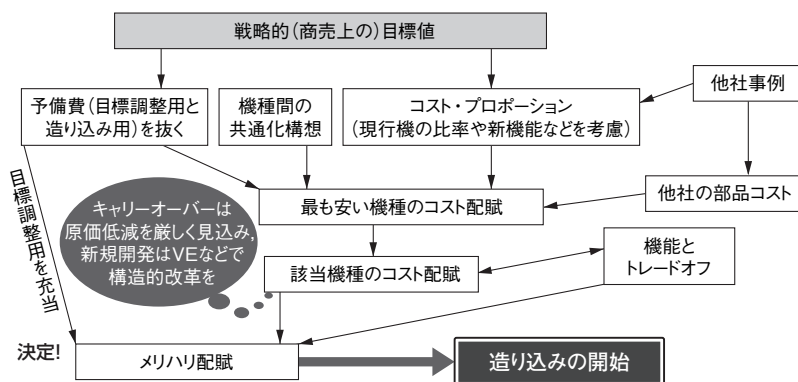 戦略的（商売上の）目標値
予備費（目標調整用と
造り込み用）を抜く
機種間の
共通化構想
コスト・プロポーション
（現行機の比率や新機能などを考慮）
他社事例
目標調整用を充当
キャリーオーバーは
原価低減を厳しく見込み，
新規開発はVEなどで
構造的改革を
最も安い機種のコスト配賦
他社の部品コスト
該当機種のコスト配賦
機能と
トレードオフ
決定！
メリハリ配賦
造り込みの開始